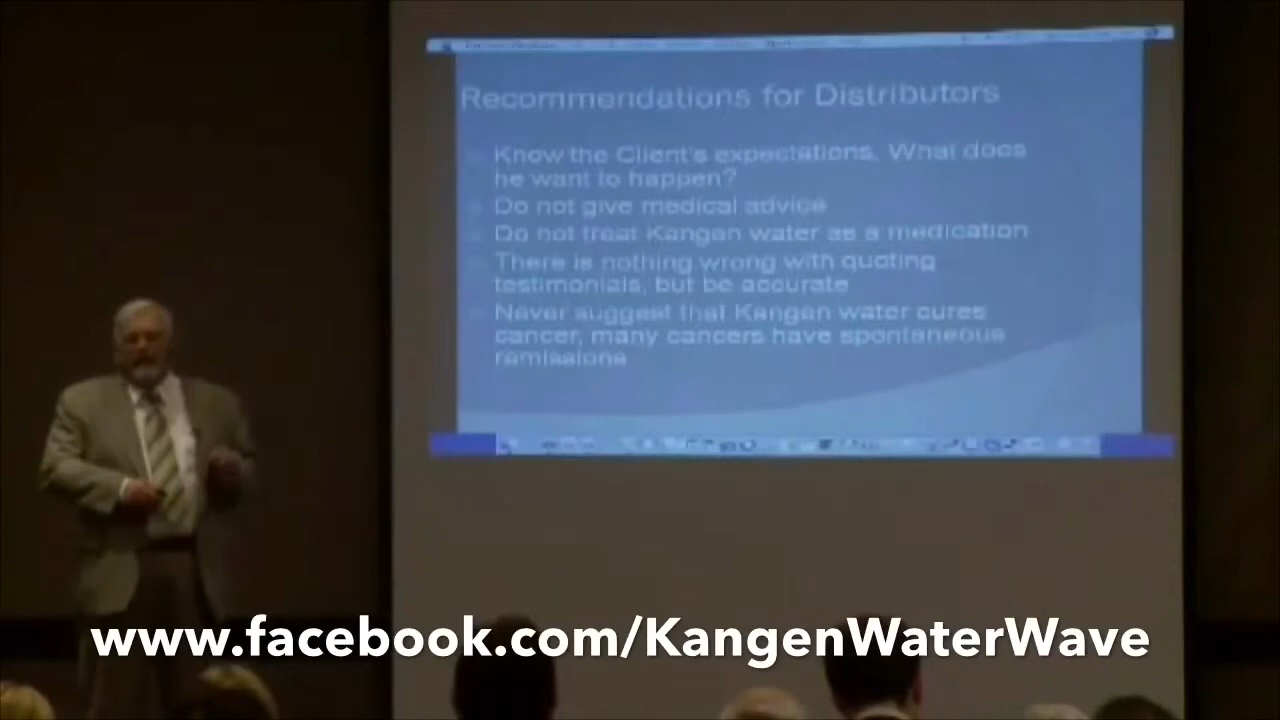 Recommendations for Distributors
Know the Client's expectations. What does
he want to happen?
Do not give medical advice
Do not treat Kangen water as a medication
There is nothing wrong with quoting
testimonials, but be accurate
Never suggest that Kangen water cures
cancer, many cancers have spontaneous
remissions
www.facebook.com/KangenWaterWave